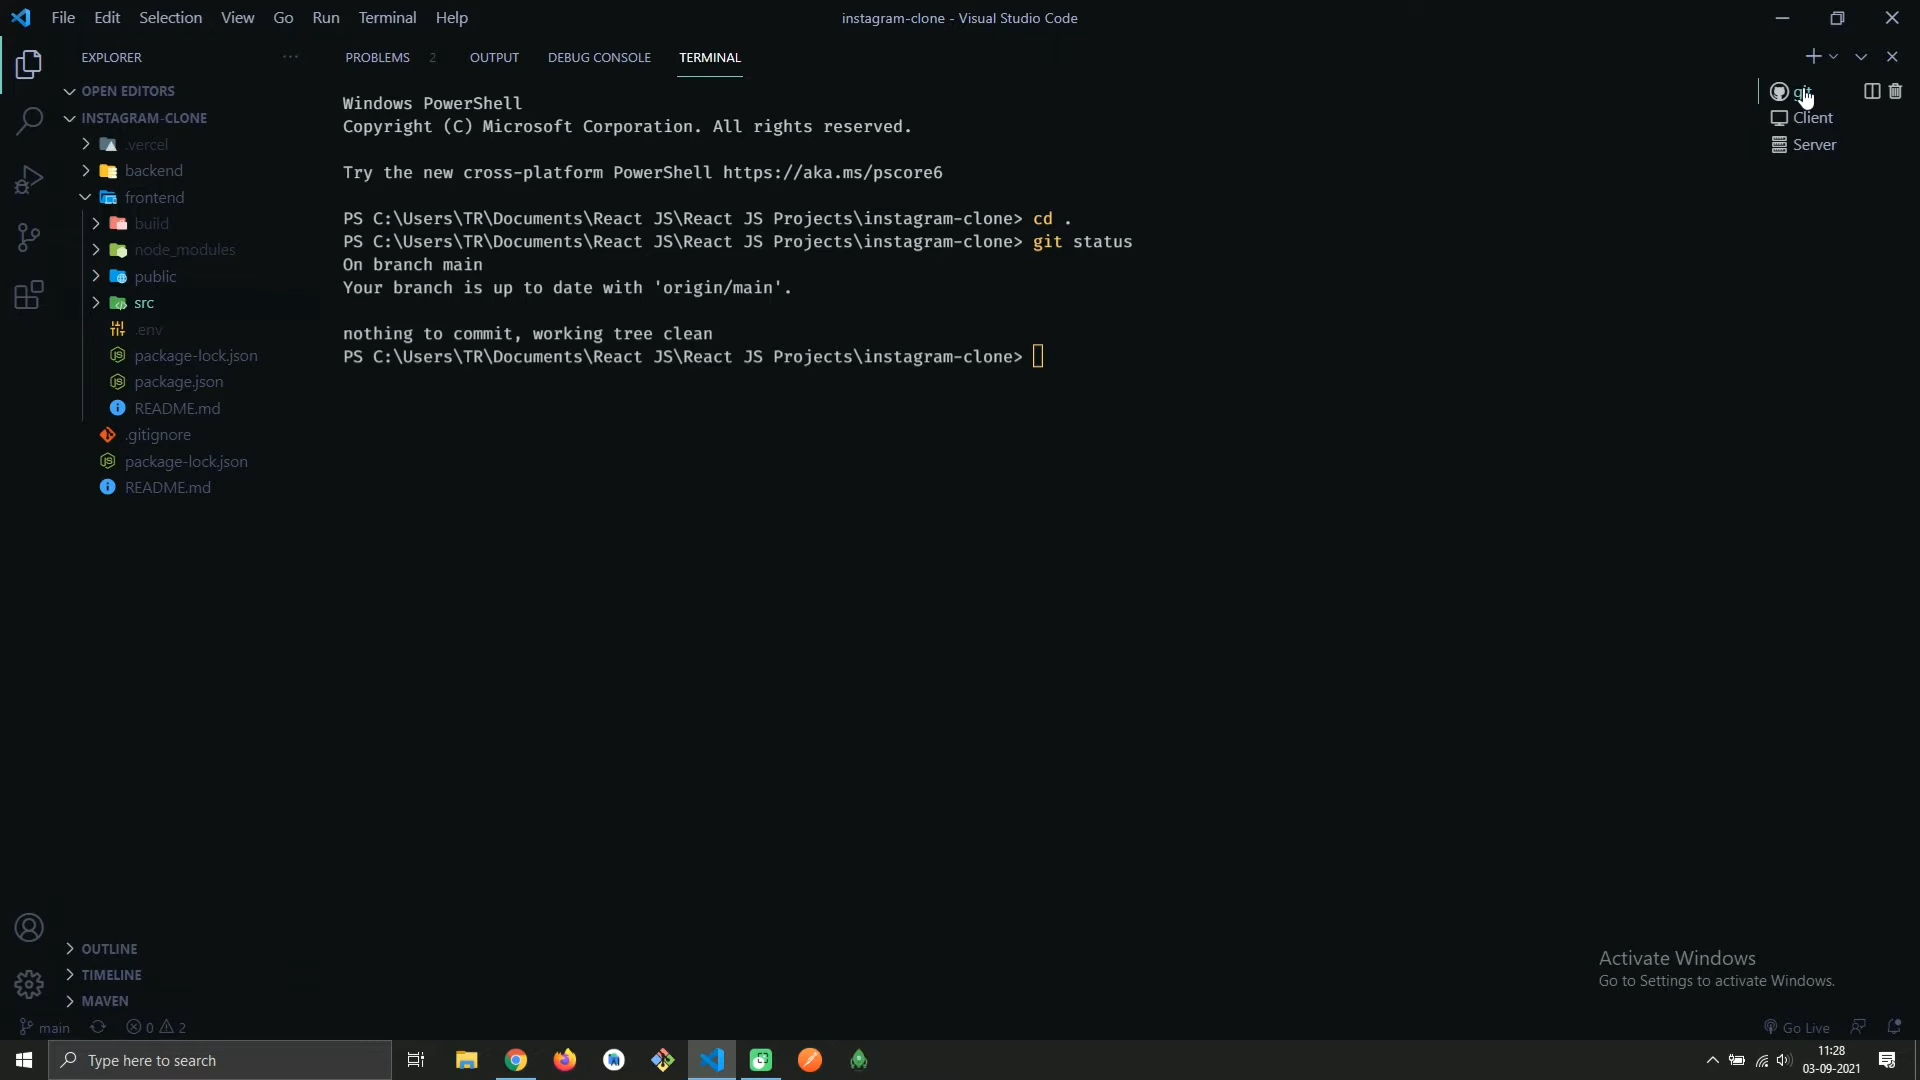 File Edit Selection View Go Run Terminal Help
instagram-clone - Visual Studio Code
EXPLORER
OPEN EDITORS
INSTAGRAM-CLONE
.vercel
backend
frontend
build
node_modules
public
src
.env
package-lock.json
package.json
README.md
.gitignore
package-lock.json
README.md
OUTLINE
TIMELINE
MAVEN
PROBLEMS 2 OUTPUT DEBUG CONSOLE TERMINAL
Windows PowerShell
Copyright (C) Microsoft Corporation. All rights reserved.
Try the new cross-platform PowerShell https://aka.ms/pscore6
PS C:\Users\TR\Documents\React JS\React JS Projects\instagram-clone> cd .
PS C:\Users\TR\Documents\React JS\React JS Projects\instagram-clone> git status
On branch main
Your branch is up to date with 'origin/main'.
nothing to commit, working tree clean
PS C:\Users\TR\Documents\React JS\React JS Projects\instagram-clone>
git
Client
Server
Activate Windows
Go to Settings to activate Windows.
main 0 2
Go Live
Type here to search
11:28
03-09-2021